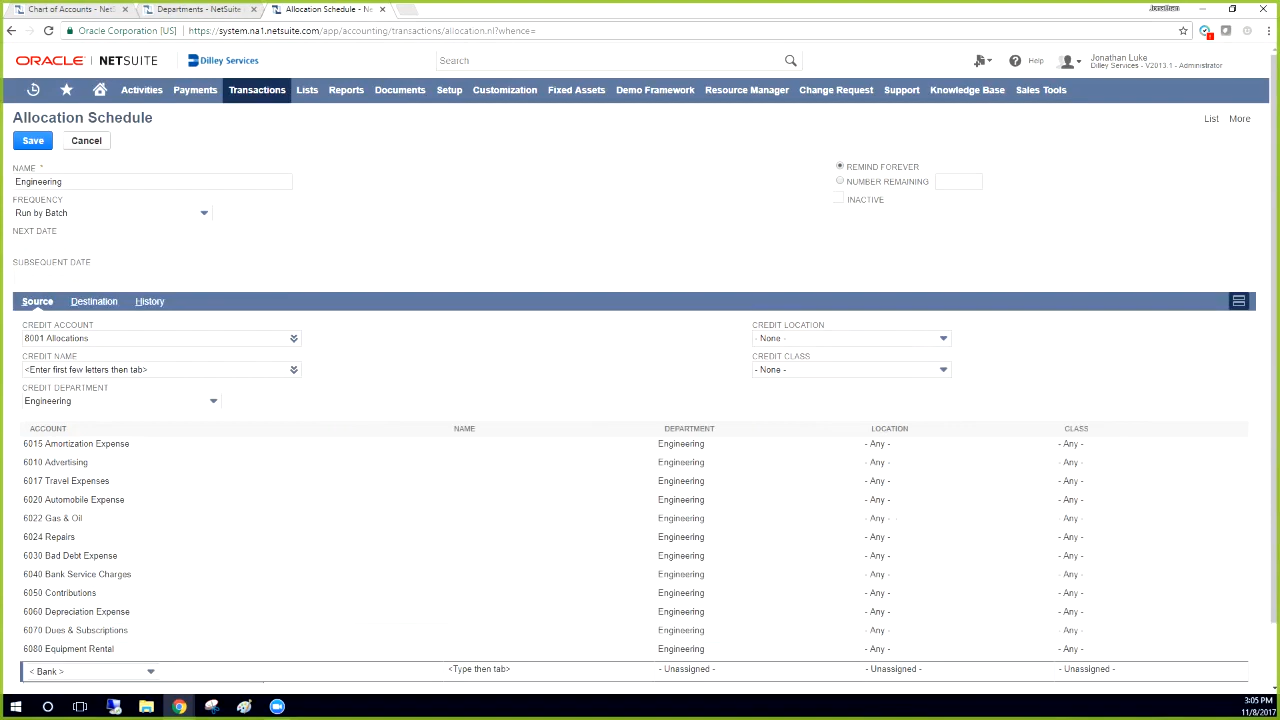 Chart of Accounts - NetS
Departments - NetSuite
Allocation Schedule - Ne
Jonathan
Oracle Corporation [US]
https://system.na1.netsuite.com/app/accounting/transactions/allocation.nl?whence=
ORACLE | NETSUITE
Dilley Services
Search
Help
Jonathan Luke
Dilley Services - V2013.1 - Administrator
Activities
Payments
Transactions
Lists
Reports
Documents
Setup
Customization
Fixed Assets
Demo Framework
Resource Manager
Change Request
Support
Knowledge Base
Sales Tools
Allocation Schedule
List
More
Save
Cancel
NAME *
Engineering
FREQUENCY
Run by Batch
NEXT DATE
SUBSEQUENT DATE
REMIND FOREVER
NUMBER REMAINING
INACTIVE
Source
Destination
History
CREDIT ACCOUNT
8001 Allocations
CREDIT NAME
<Enter first few letters then tab>
CREDIT DEPARTMENT
Engineering
CREDIT LOCATION
- None -
CREDIT CLASS
- None -
ACCOUNT NAME DEPARTMENT LOCATION CLASS
6015 Amortization Expense Engineering - Any - - Any -
6010 Advertising Engineering - Any - - Any -
6017 Travel Expenses Engineering - Any - - Any -
6020 Automobile Expense Engineering - Any - - Any -
6022 Gas & Oil Engineering - Any - - Any -
6024 Repairs Engineering - Any - - Any -
6030 Bad Debt Expense Engineering - Any - - Any -
6040 Bank Service Charges Engineering - Any - - Any -
6050 Contributions Engineering - Any - - Any -
6060 Depreciation Expense Engineering - Any - - Any -
6070 Dues & Subscriptions Engineering - Any - - Any -
6080 Equipment Rental Engineering - Any - - Any -
< Bank > <Type then tab> - Unassigned - - Unassigned - - Unassigned -
3:05 PM
11/8/2017